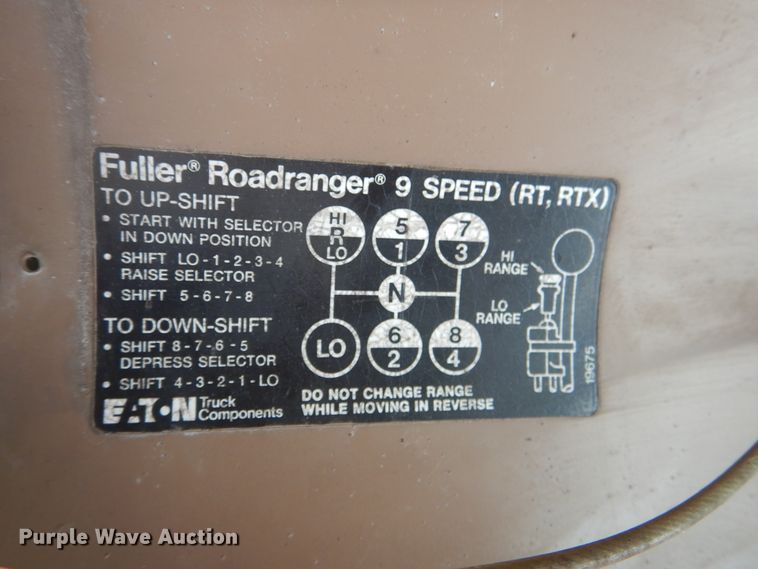 Fuller® Roadranger® 9 SPEED (RT, RTX)
TO UP-SHIFT
• START WITH SELECTOR
IN DOWN POSITION
• SHIFT LO-1-2-3-4
RAISE SELECTOR
• SHIFT 5-6-7-8
TO DOWN-SHIFT
• SHIFT 8-7-6-5
DEPRESS SELECTOR
• SHIFT 4-3-2-1-LO
EATON Truck
Components
HI
R
LO
5
1
7
3
N
LO
6
2
8
4
DO NOT CHANGE RANGE
WHILE MOVING IN REVERSE
HI
RANGE
LO
RANGE
19675
Purple Wave Auction